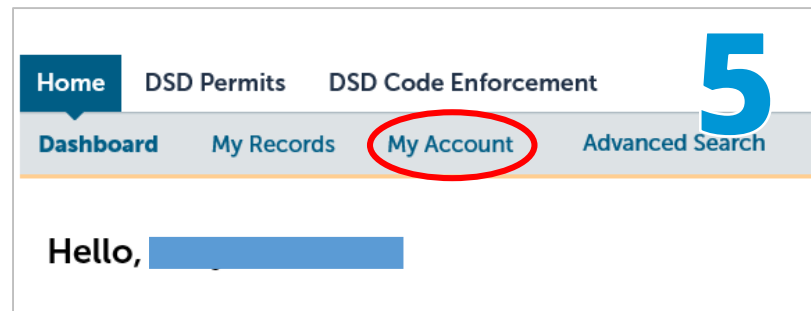 Home DSD Permits DSD Code Enforcement
5
Dashboard My Records My Account Advanced Search
Hello,